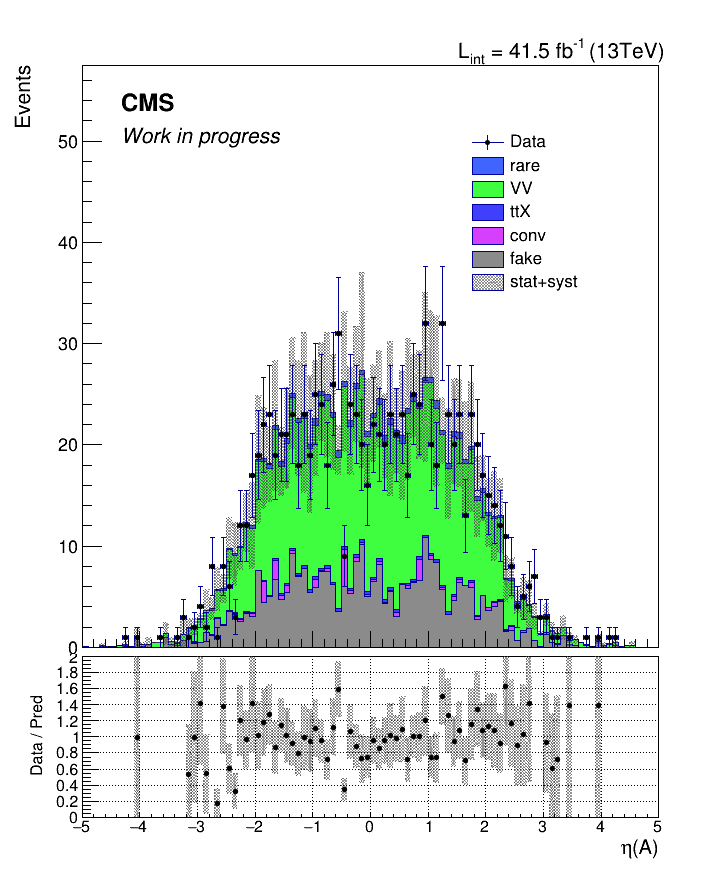 L_int = 41.5 fb^-1 (13TeV)
Events
CMS
Work in progress
50
40
30
20
10
0
Data
rare
VV
ttX
conv
fake
stat+syst
Data / Pred
2
1.8
1.6
1.4
1.2
1
0.8
0.6
0.4
0.2
0
−5 −4 −3 −2 −1 0 1 2 3 4 5
η(A)